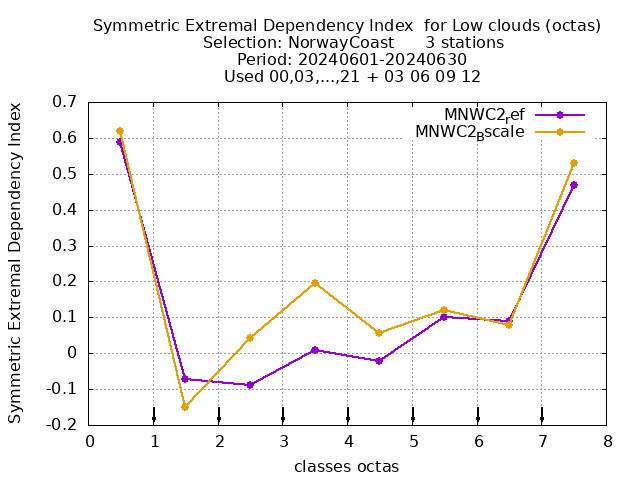 Symmetric Extremal Dependency Index  for Low clouds (octas)
Selection: NorwayCoast      3 stations
Period: 20240601-20240630
Used 00,03,...,21 + 03 06 09 12
Symmetric Extremal Dependency Index
0.7
0.6
0.5
0.4
0.3
0.2
0.1
0
-0.1
-0.2
MNWC2ref
MNWC2Bscale
0 1 2 3 4 5 6 7 8
classes octas